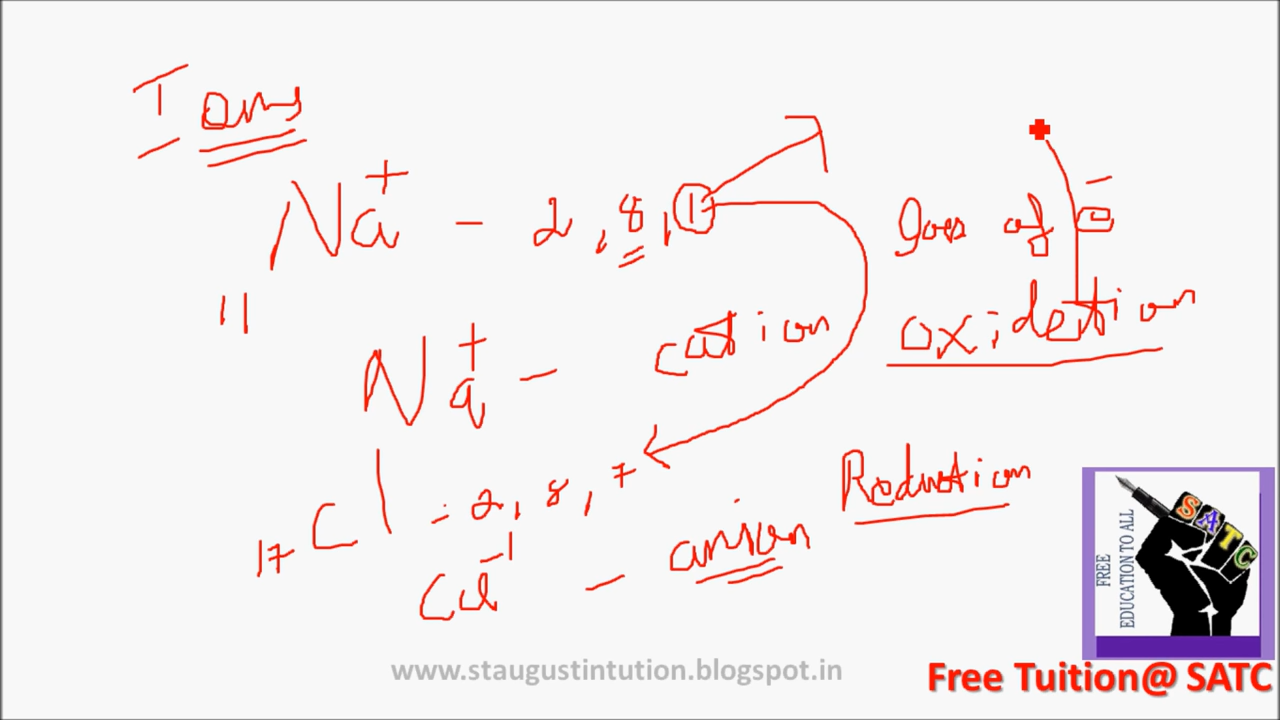 Ions
Na+ - 2, 8, 1
loss of e-
11
oxidation
Na+ - cation
17 Cl - 2, 8, 7
Reduction
Cl-1 - anion
SATC
FREE
EDUCATION TO ALL
www.staugustintution.blogspot.in
Free Tuition@ SATC